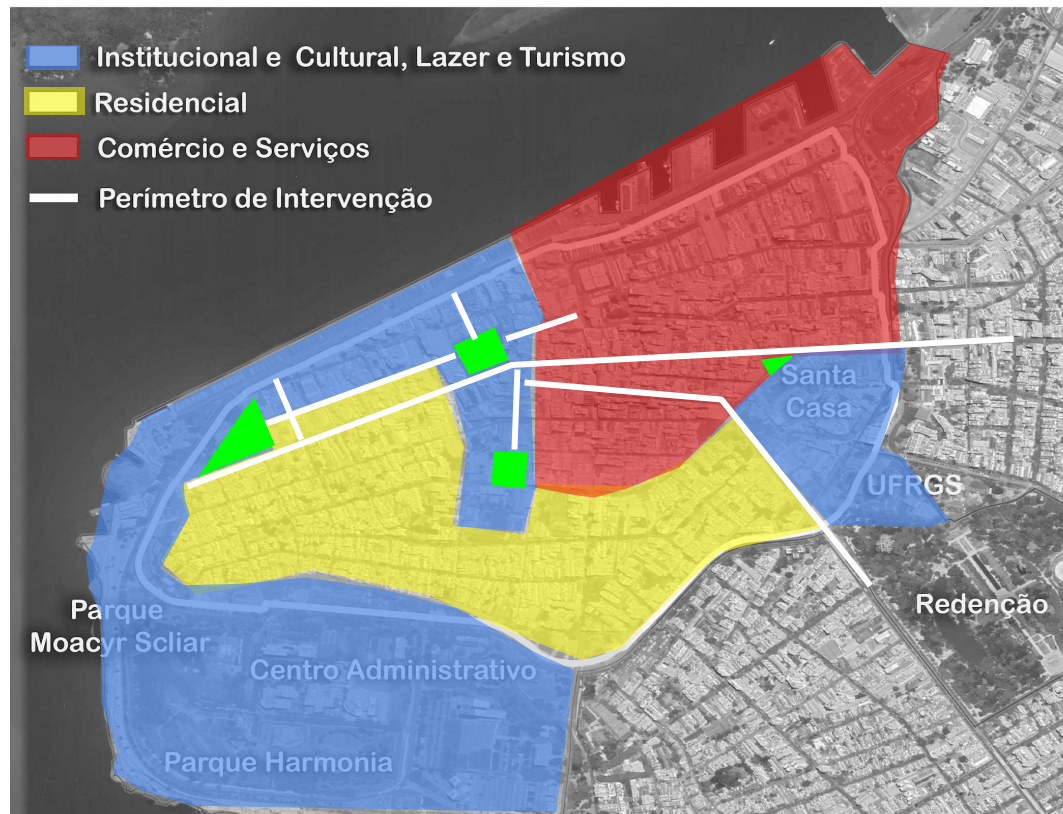 Institucional e Cultural, Lazer e Turismo
Residencial
Comércio e Serviços
Perímetro de Intervenção
Santa
Casa
UFRGS
Redenção
Parque
Moacyr Scliar
Centro Administrativo
Parque Harmonia